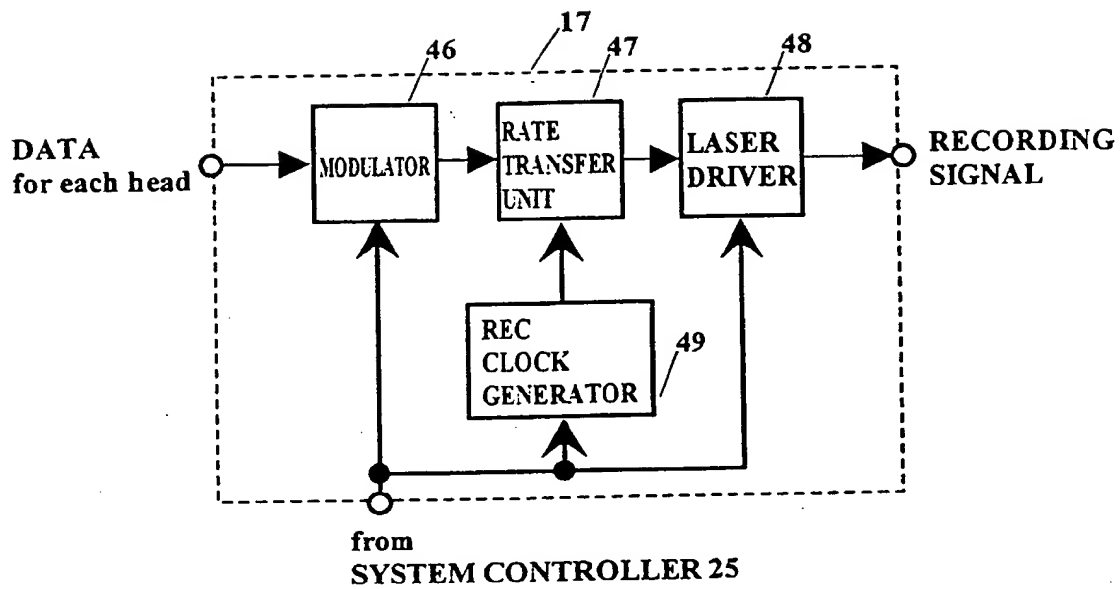 17
46
47
48
DATA
for each head
MODULATOR
RATE
TRANSFER
UNIT
LASER
DRIVER
RECORDING
SIGNAL
REC
CLOCK
GENERATOR
49
from
SYSTEM CONTROLLER 25